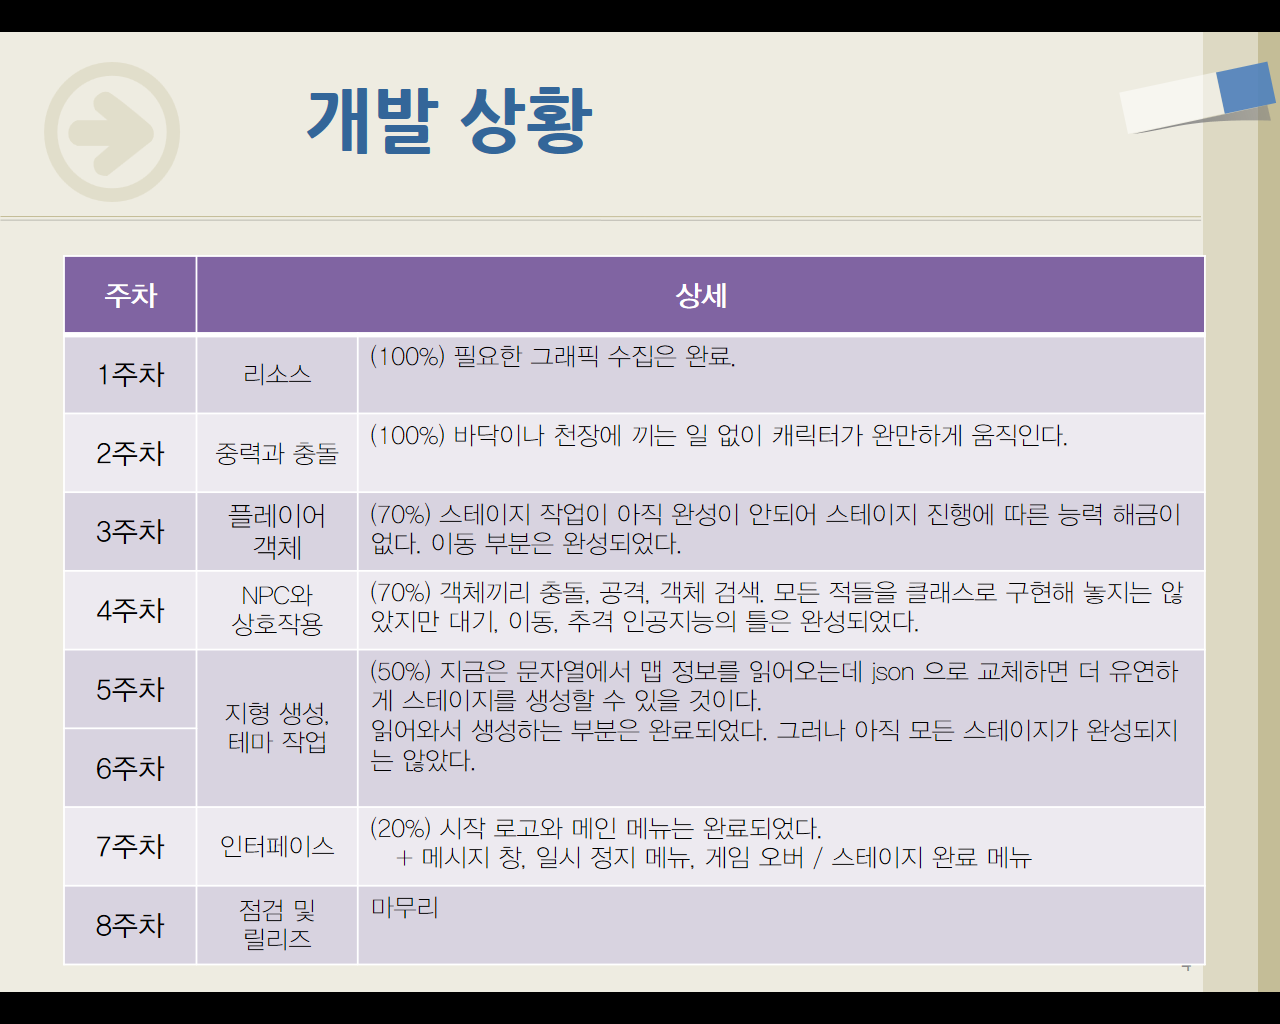 개발 상황
주차
상세
1주차
리소스
(100%) 필요한 그래픽 수집은 완료.
2주차
중력과 충돌
(100%) 바닥이나 천장에 끼는 일 없이 캐릭터가 완만하게 움직인다.
3주차
플레이어
객체
(70%) 스테이지 작업이 아직 완성이 안되어 스테이지 진행에 따른 능력 해금이
없다. 이동 부분은 완성되었다.
4주차
NPC와
상호작용
(70%) 객체끼리 충돌, 공격, 객체 검색. 모든 적들을 클래스로 구현해 놓지는 않
았지만 대기, 이동, 추격 인공지능의 틀은 완성되었다.
5주차
6주차
지형 생성,
테마 작업
(50%) 지금은 문자열에서 맵 정보를 읽어오는데 json 으로 교체하면 더 유연하
게 스테이지를 생성할 수 있을 것이다.
읽어와서 생성하는 부분은 완료되었다. 그러나 아직 모든 스테이지가 완성되지
는 않았다.
7주차
인터페이스
(20%) 시작 로고와 메인 메뉴는 완료되었다.
+ 메시지 창, 일시 정지 메뉴, 게임 오버 / 스테이지 완료 메뉴
8주차
점검 및
릴리즈
마무리